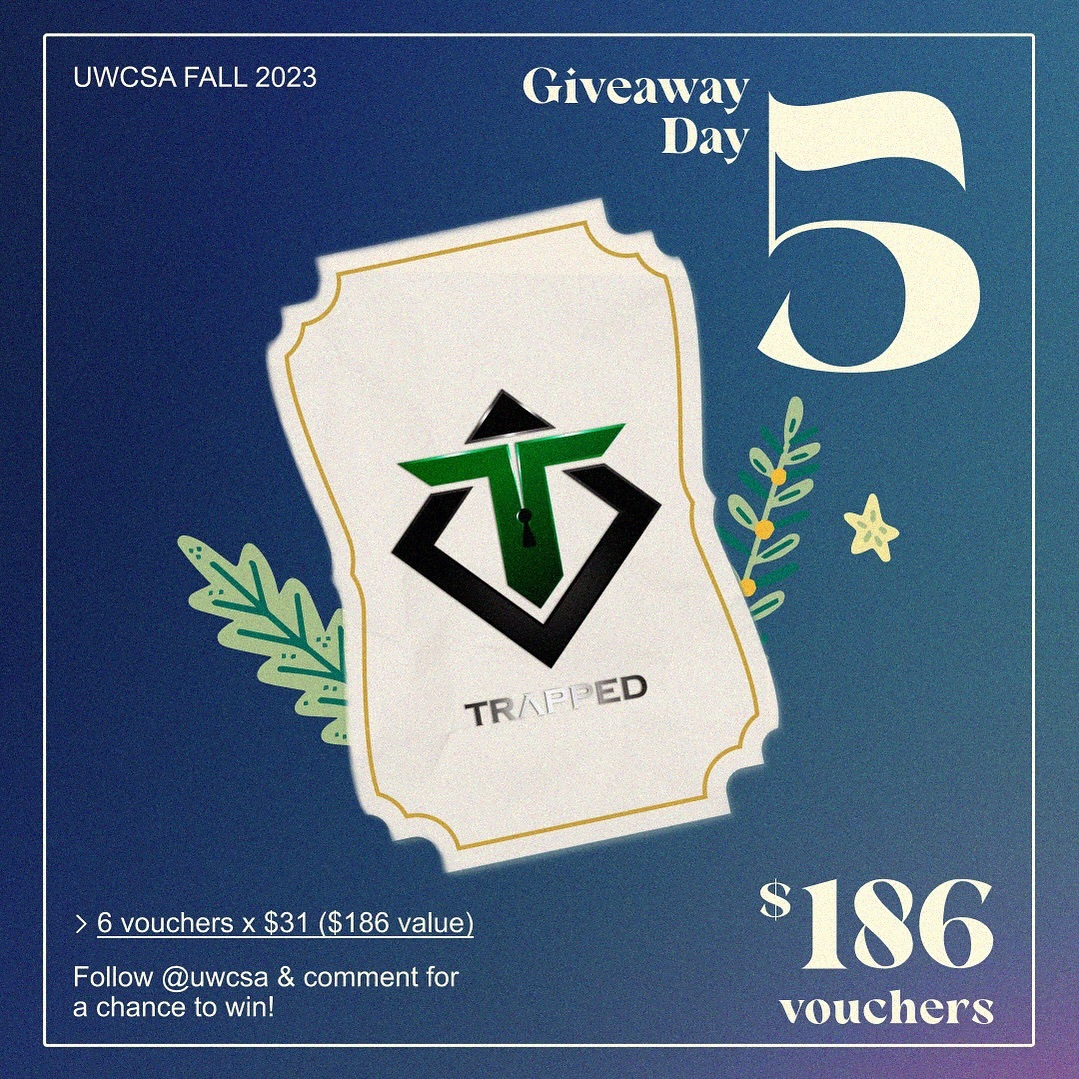 UWCSA FALL 2023
Giveaway
Day
5
TRAPPED
> 6 vouchers x $31 ($186 value)
Follow @uwcsa & comment for
a chance to win!
$186
vouchers